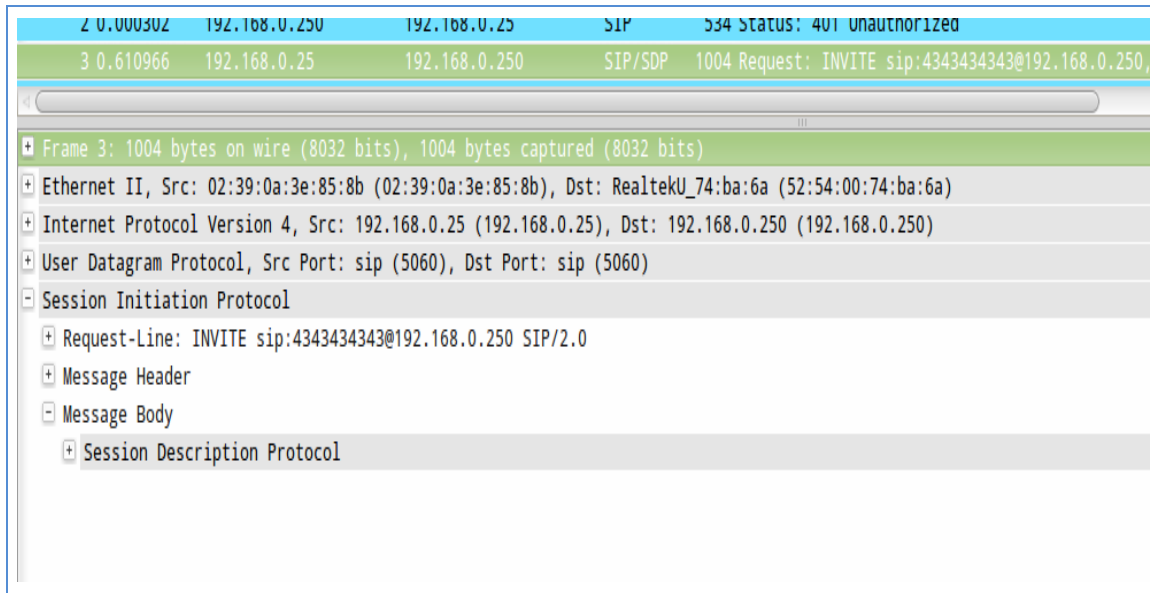 2 0.000302 192.168.0.250 192.168.0.25 SIP 534 Status: 401 Unauthorized
3 0.610966 192.168.0.25 192.168.0.250 SIP/SDP 1004 Request: INVITE sip:4343434343@192.168.0.250,
Frame 3: 1004 bytes on wire (8032 bits), 1004 bytes captured (8032 bits)
Ethernet II, Src: 02:39:0a:3e:85:8b (02:39:0a:3e:85:8b), Dst: RealtekU_74:ba:6a (52:54:00:74:ba:6a)
Internet Protocol Version 4, Src: 192.168.0.25 (192.168.0.25), Dst: 192.168.0.250 (192.168.0.250)
User Datagram Protocol, Src Port: sip (5060), Dst Port: sip (5060)
Session Initiation Protocol
Request-Line: INVITE sip:4343434343@192.168.0.250 SIP/2.0
Message Header
Message Body
Session Description Protocol